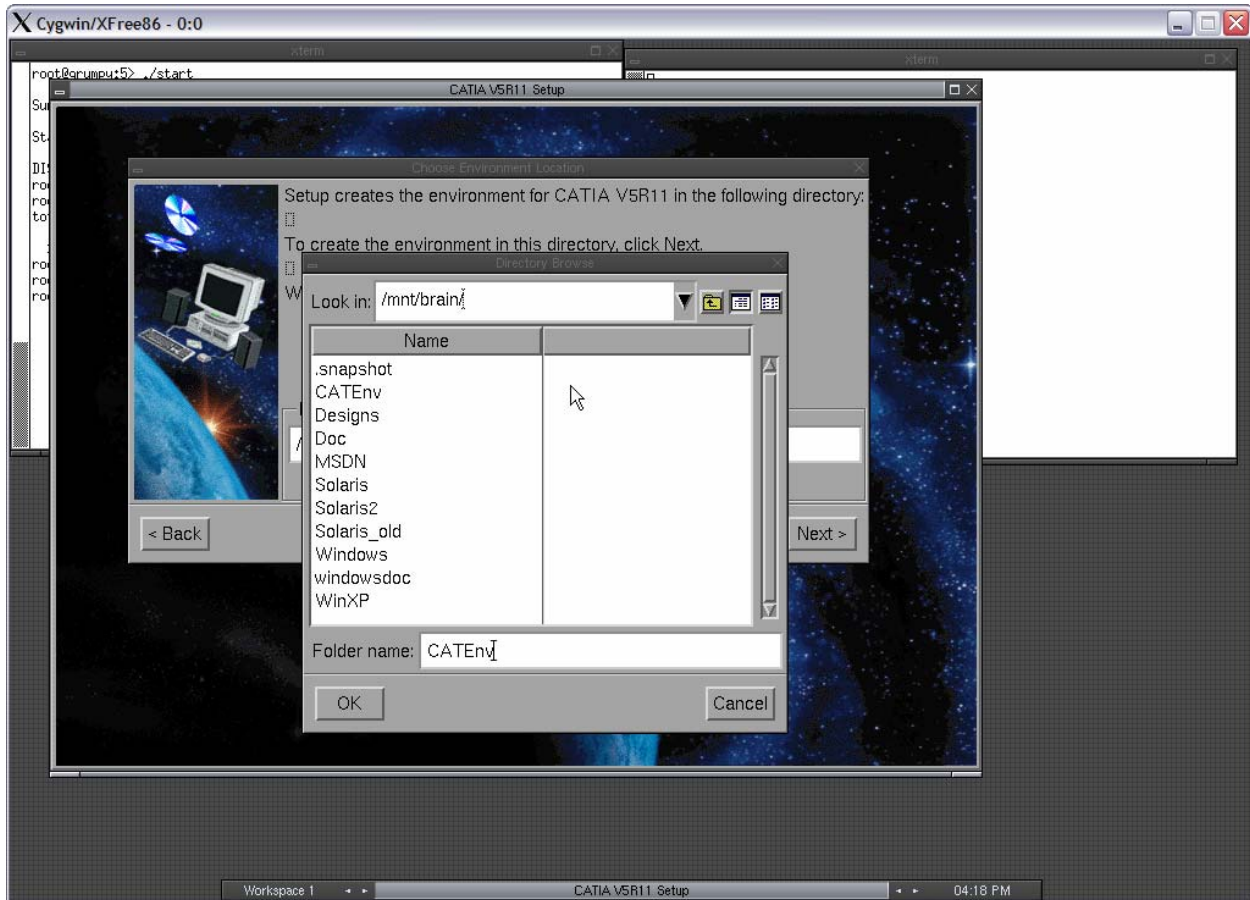 Cygwin/XFree86 - 0:0
xterm
xterm
root@grumpy:5> ./start
CATIA V5R11 Setup
Choose Environment Location
Setup creates the environment for CATIA V5R11 in the following directory:
To create the environment in this directory, click Next.
Directory Browse
Look in: /mnt/brain/
Name
.snapshot
CATEnv
Designs
Doc
MSDN
Solaris
Solaris2
Solaris_old
Windows
windowsdoc
WinXP
Folder name: CATEnv
OK
Cancel
< Back
Next >
Workspace 1
CATIA V5R11 Setup
04:18 PM